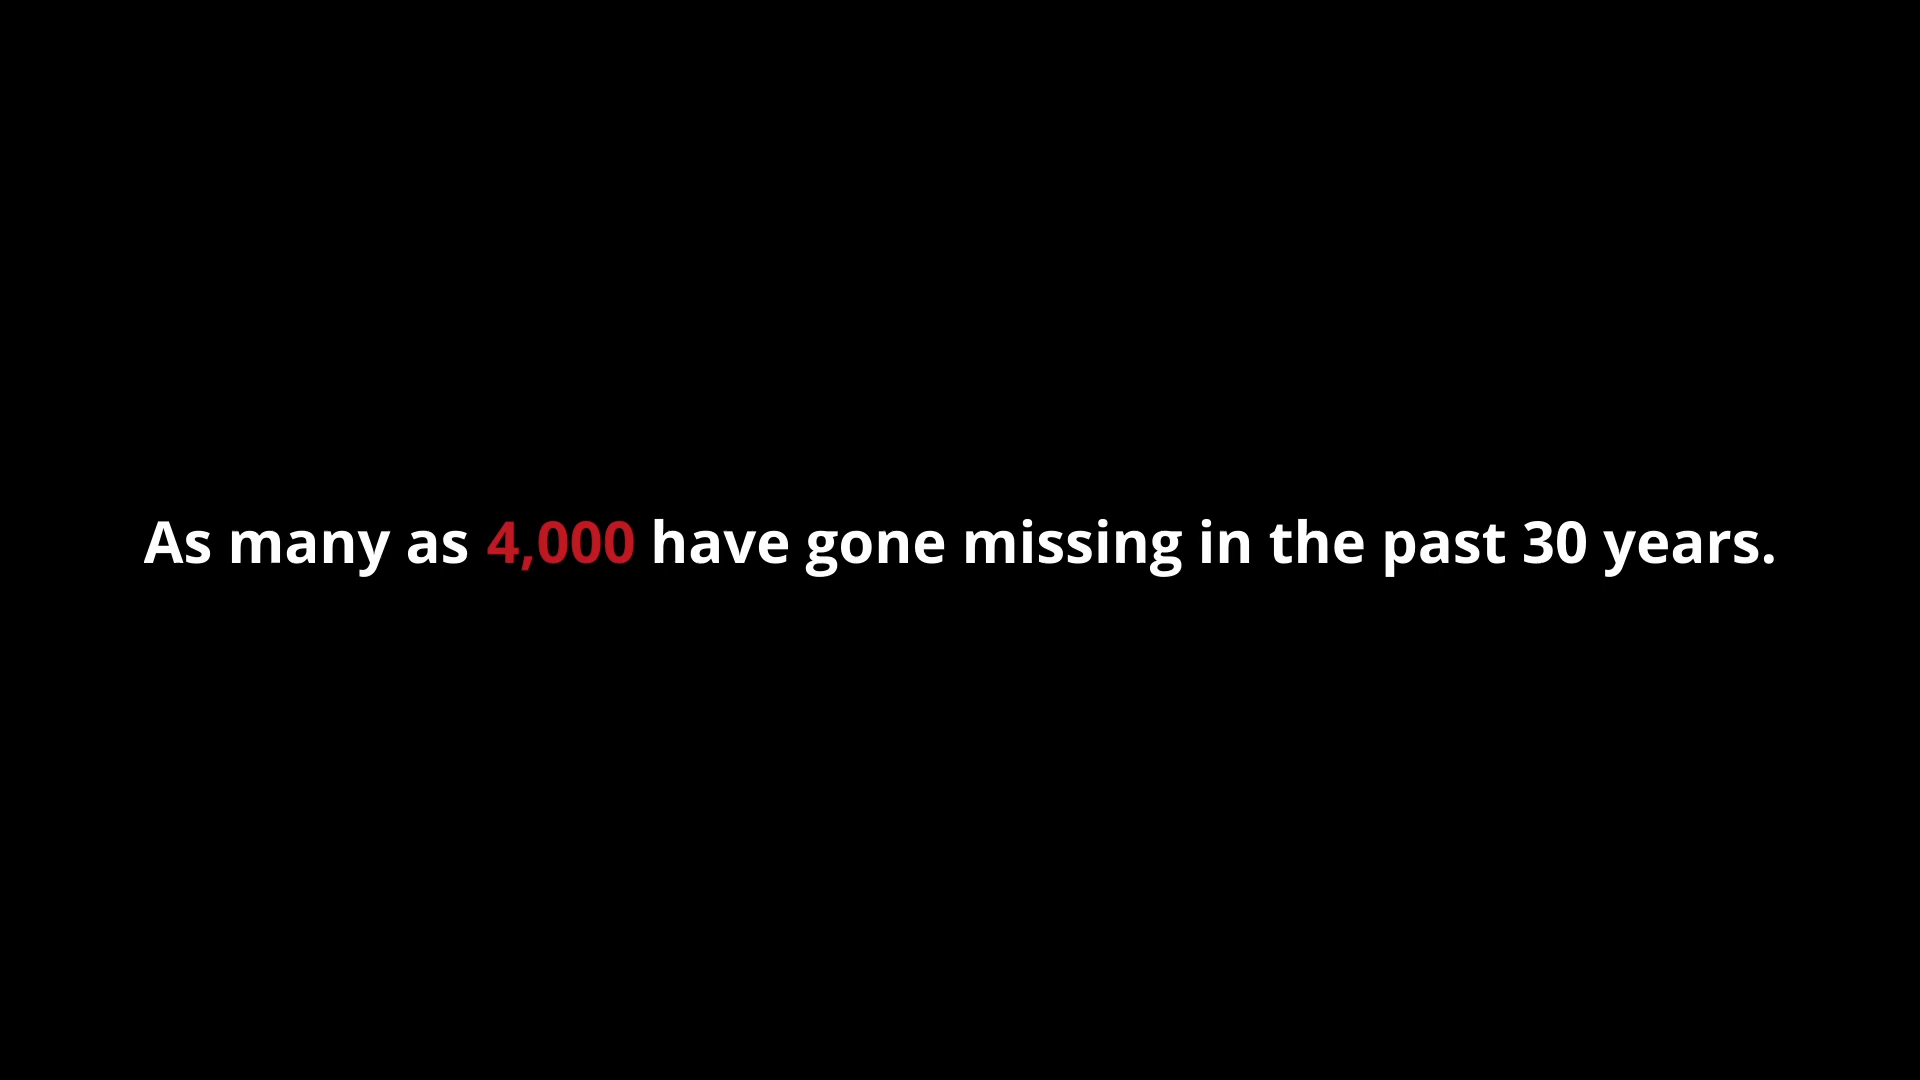 As many as 4,000 have gone missing in the past 30 years.